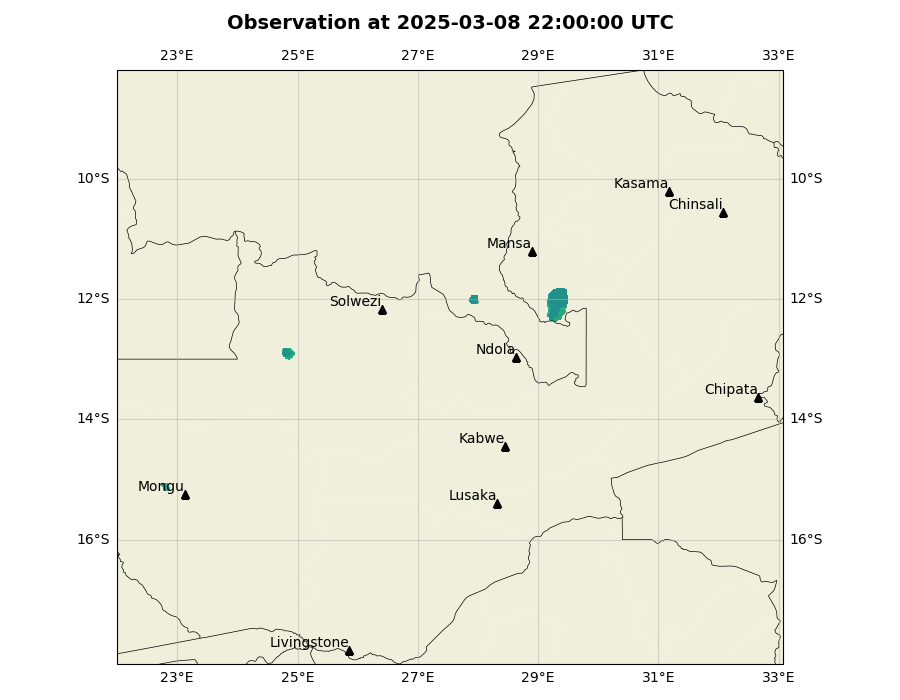 Observation at 2025-03-08 22:00:00 UTC
23°E 25°E 27°E 29°E 31°E 33°E
10°S 10°S
Kasama
Chinsali
Mansa
12°S 12°S
Solwezi
Ndola
Chipata
14°S 14°S
Kabwe
Mongu
Lusaka
16°S 16°S
Livingstone
23°E 25°E 27°E 29°E 31°E 33°E